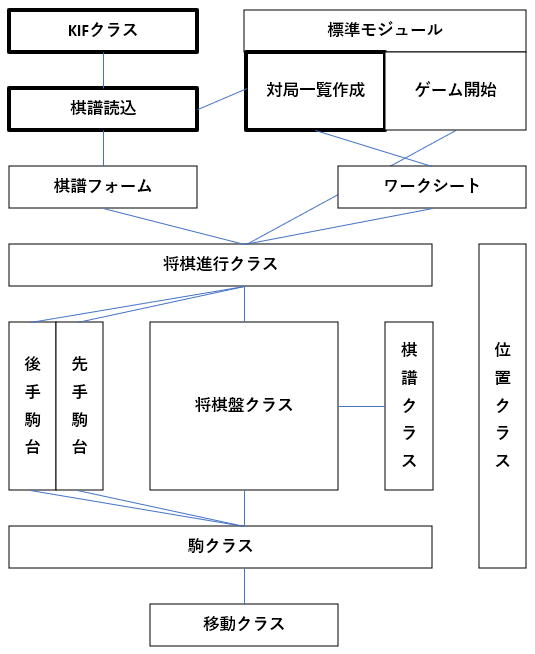 KIFクラス
標準モジュール
棋譜読込
対局一覧作成
ゲーム開始
棋譜フォーム
ワークシート
将棋進行クラス
後手駒台
先手駒台
将棋盤クラス
棋譜クラス
位置クラス
駒クラス
移動クラス